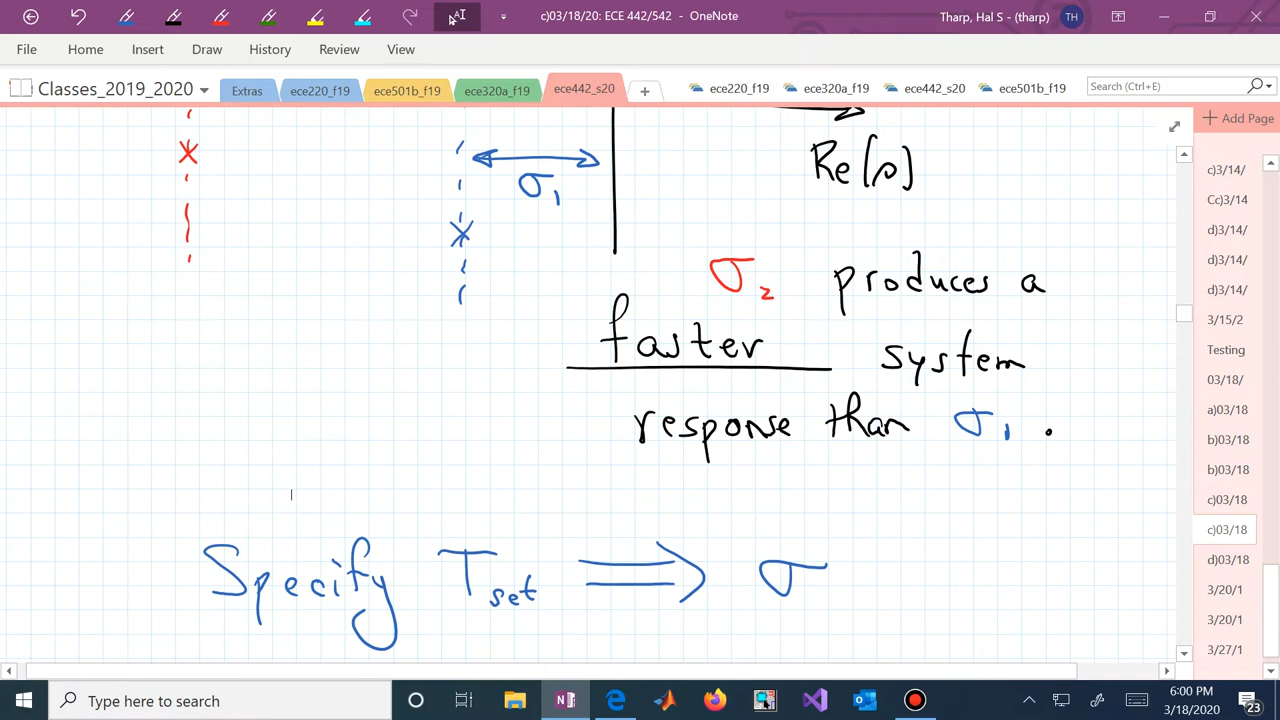 c)03/18/20: ECE 442/542 - OneNote
Tharp, Hal S - (tharp)
TH
File Home Insert Draw History Review View
Classes_2019_2020
Extras
ece220_f19
ece501b_f19
ece320a_f19
ece442_s20
ece220_f19
ece320a_f19
ece442_s20
ece501b_f19
Search (Ctrl+E)
Add Page
c)3/14/
Cc)3/14
d)3/14/
d)3/14/
d)3/14/
3/15/2
Testing
03/18/
a)03/18
b)03/18
b)03/18
c)03/18
c)03/18
d)03/18
3/20/1
3/20/1
3/27/1
σ₁
Re[s]
σ₂ produces a
faster system
response than σ₁ .
Specify T_set ⟹ σ
Type here to search
6:00 PM
3/18/2020
23